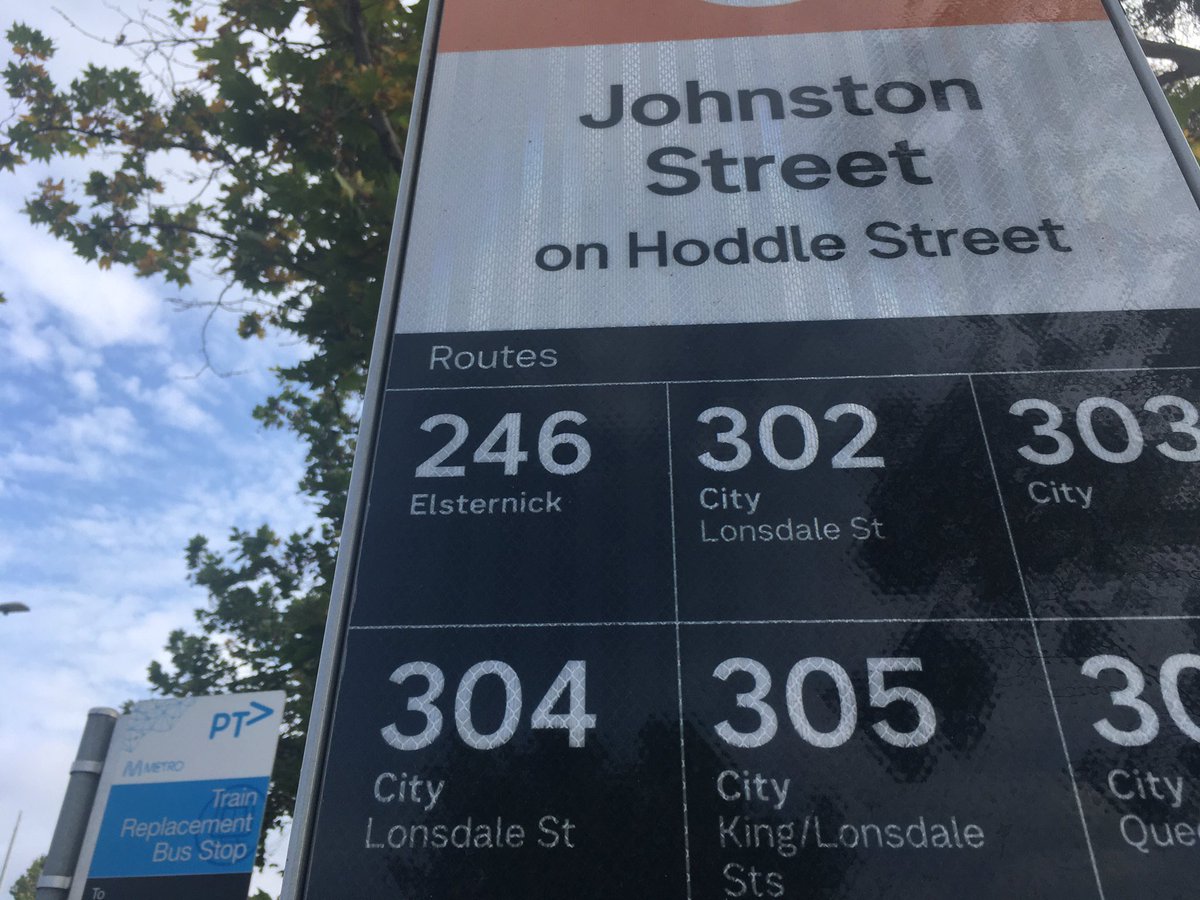 Johnston
Street
on Hoddle Street
Routes
246
Elsternick
302
City
Lonsdale St
303
City
304
City
Lonsdale St
305
City
King/Lonsdale
Sts
City
PT>
METRO
Train
Replacement
Bus Stop
To